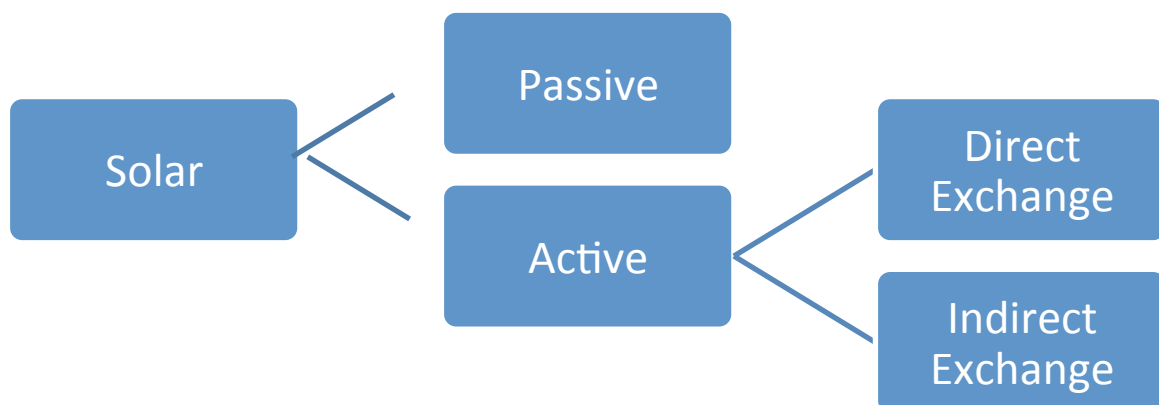 Solar
Passive
Active
Direct
Exchange
Indirect
Exchange